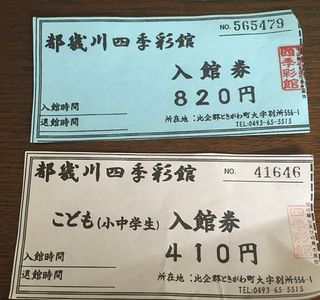 都幾川四季彩館
NO. 565479
入館券
四季彩館
820円
入館時間
退館時間
所在地:比企郡ときがわ町大字別所556-1
TEL:0493-65-5515
都幾川四季彩館
NO. 41646
こども(小中学生)入館券
410円
入館時間
退館時間
所在地:比企郡ときがわ町大字別所556-1
TEL:0493-65-5515